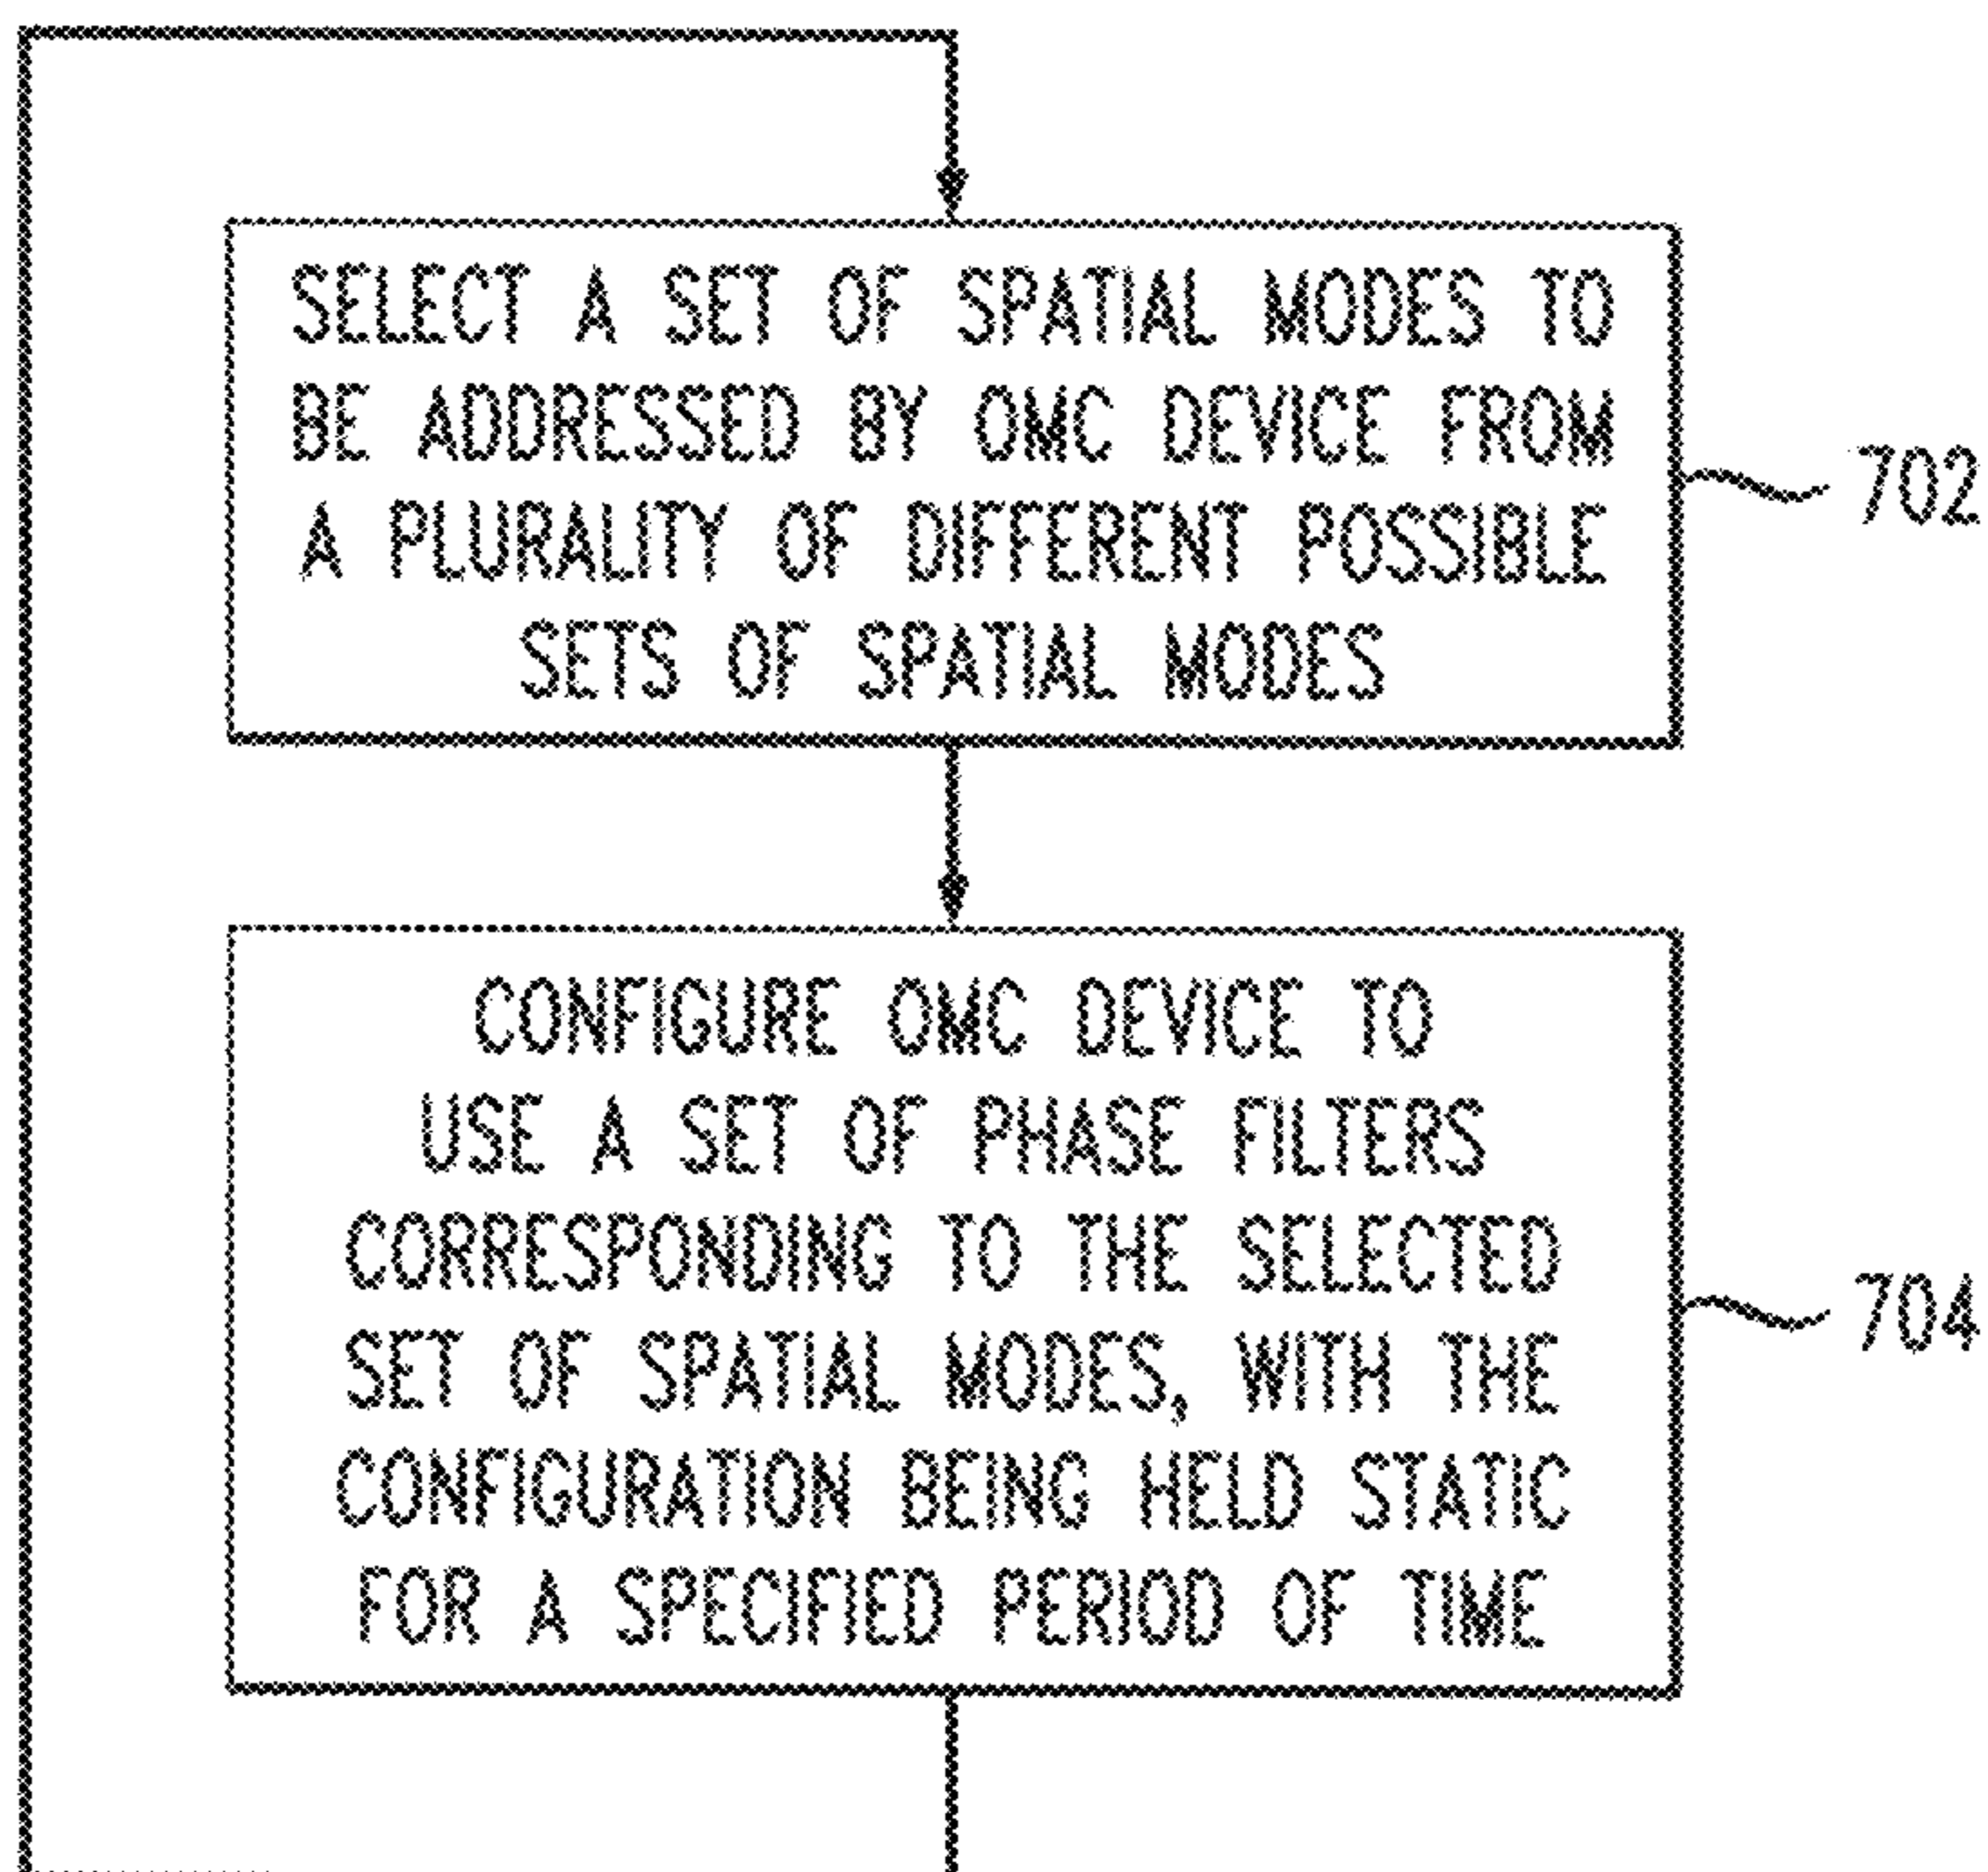 SELECT A SET OF SPATIAL MODES TO
BE ADDRESSED BY OMC DEVICE FROM
A PLURALITY OF DIFFERENT POSSIBLE
SETS OF SPATIAL MODES
702
CONFIGURE OMC DEVICE TO
USE A SET OF PHASE FILTERS
CORRESPONDING TO THE SELECTED
SET OF SPATIAL MODES, WITH THE
CONFIGURATION BEING HELD STATIC
FOR A SPECIFIED PERIOD OF TIME
704